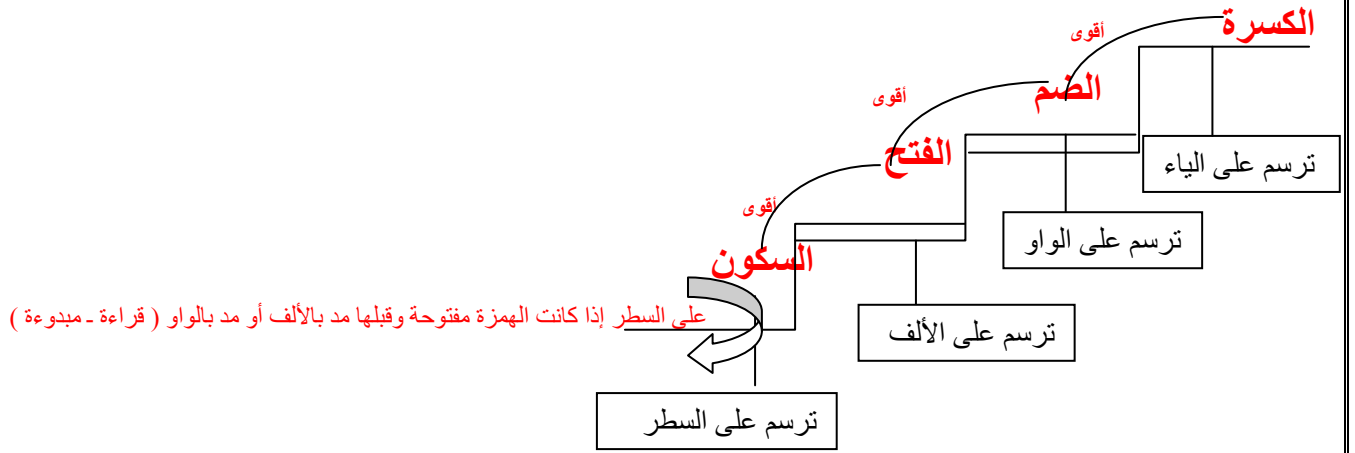 الكسرة
أقوى
الضم
أقوى
الفتح
ترسم على الياء
أقوى
ترسم على الواو
السكون
على السطر إذا كانت الهمزة مفتوحة وقبلها مد بالألف أو مد بالواو ( قراءة ـ مبدوءة )
ترسم على الألف
ترسم على السطر